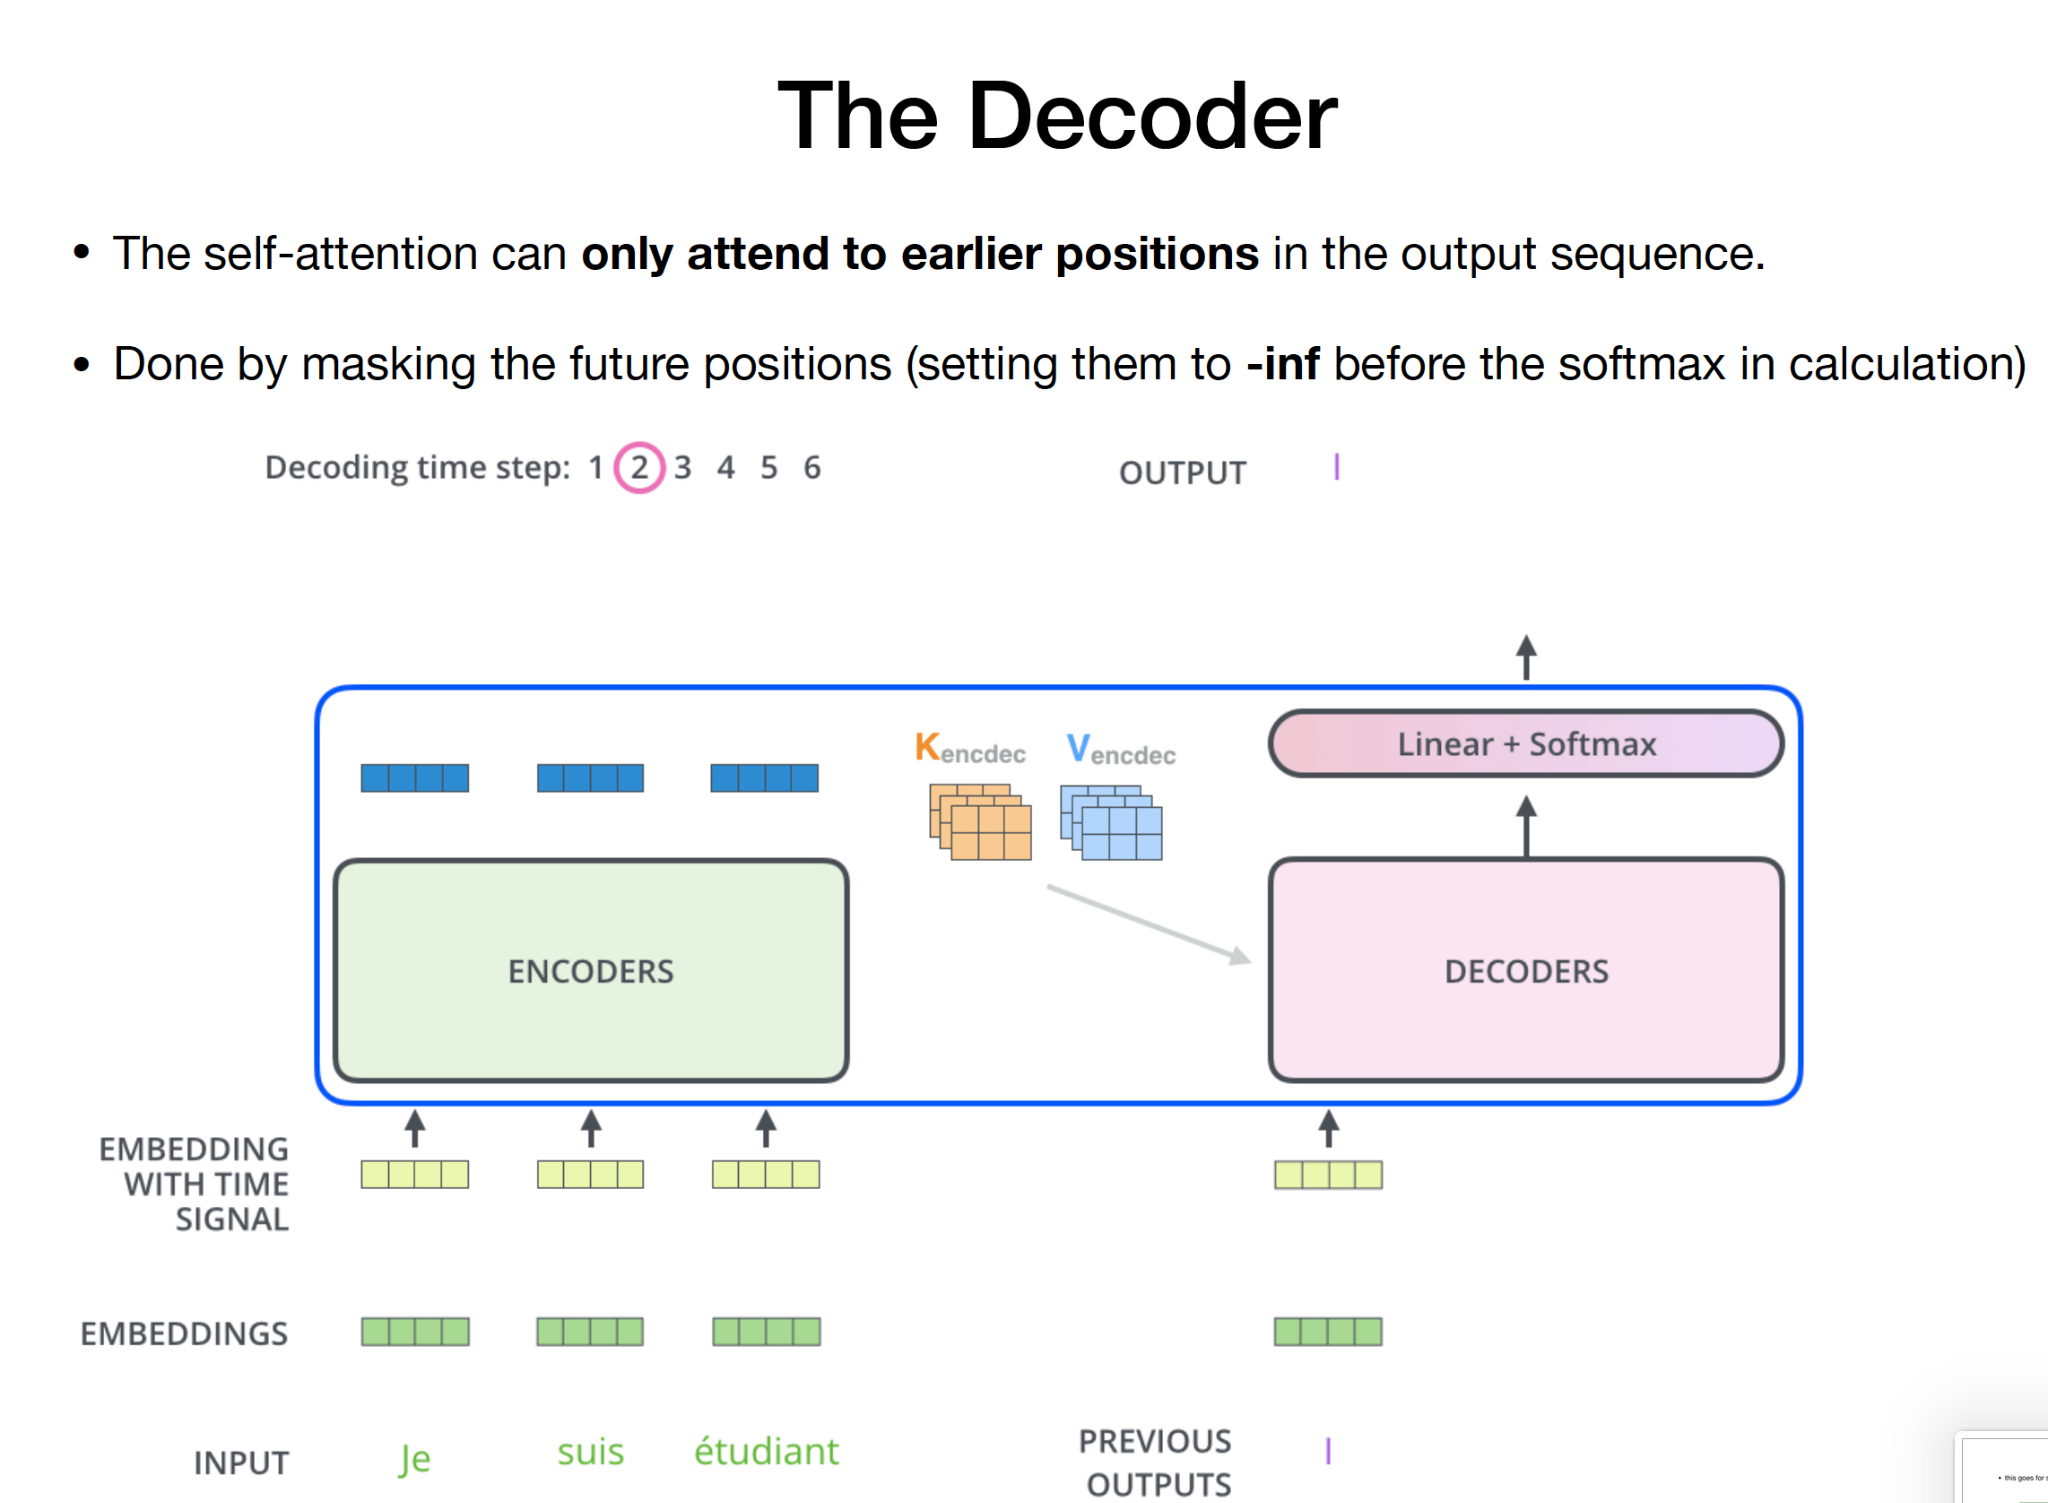 The Decoder
• The self-attention can only attend to earlier positions in the output sequence.
• Done by masking the future positions (setting them to -inf before the softmax in calculation)
Decoding time step: 1 2 3 4 5 6
OUTPUT I
Kencdec Vencdec
Linear + Softmax
ENCODERS
DECODERS
EMBEDDING
WITH TIME
SIGNAL
EMBEDDINGS
INPUT Je suis étudiant
PREVIOUS
OUTPUTS
I
• this goes for s